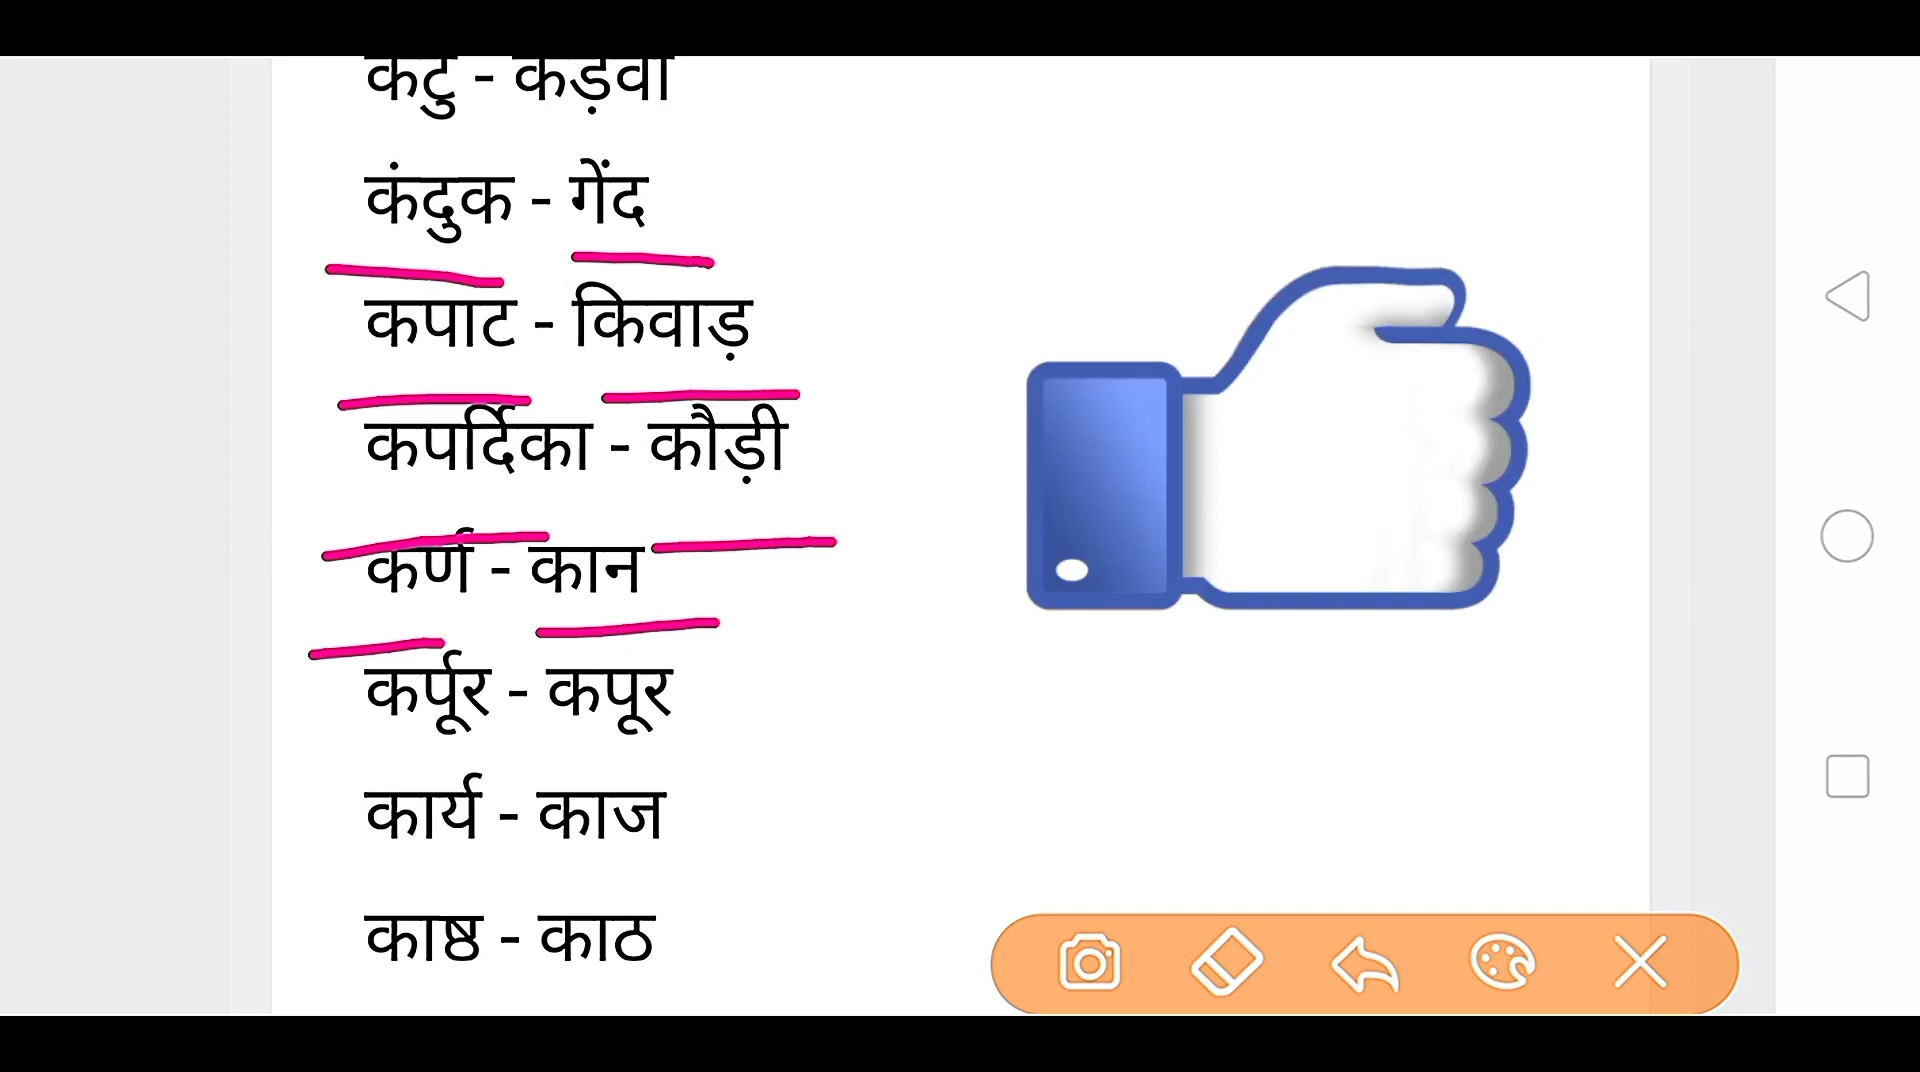 कटु - कड़वा
कंदुक - गेंद
कपाट - किवाड़
कपर्दिका - कौड़ी
कर्ण - कान
कर्पूर - कपूर
कार्य - काज
काष्ठ - काठ